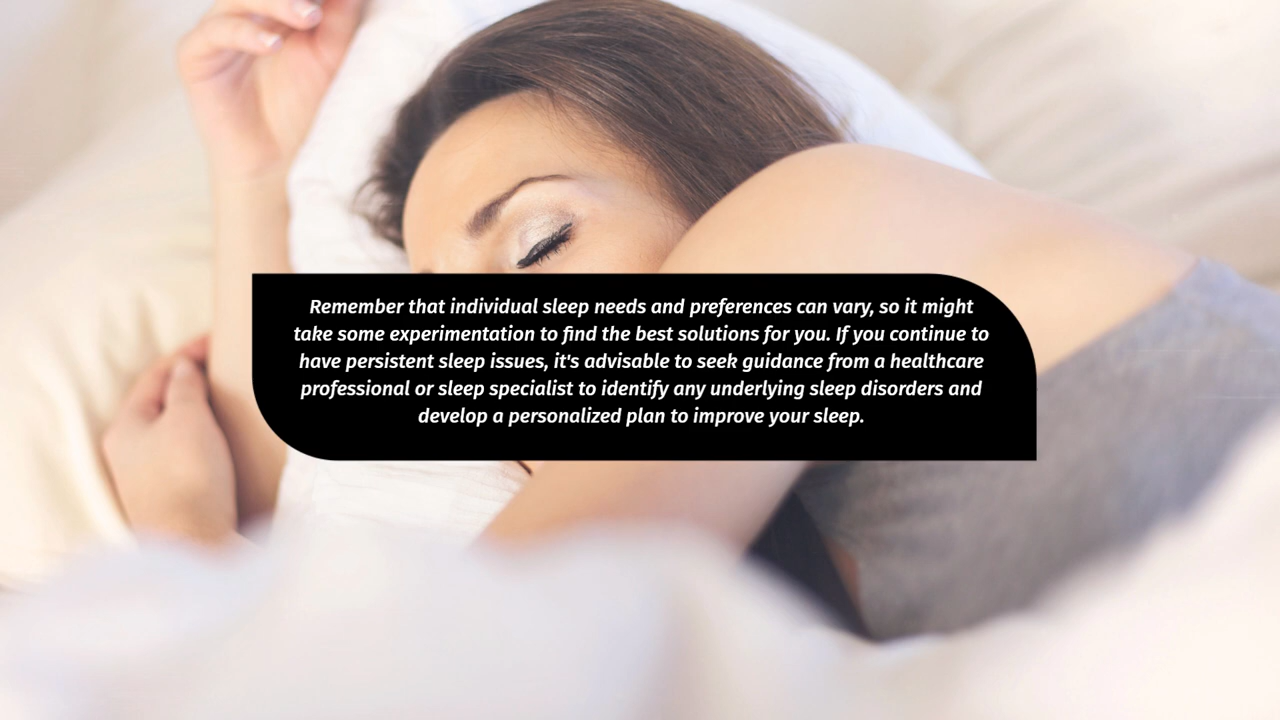 Remember that individual sleep needs and preferences can vary, so it might
take some experimentation to find the best solutions for you. If you continue to
have persistent sleep issues, it's advisable to seek guidance from a healthcare
professional or sleep specialist to identify any underlying sleep disorders and
develop a personalized plan to improve your sleep.